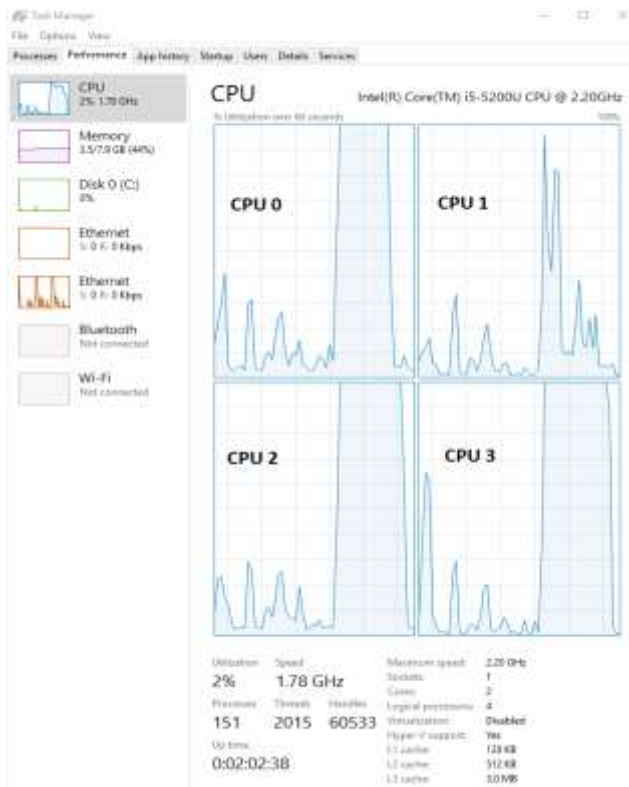 Task Manager
File Options View
Processes Performance App history Startup Users Details Services
CPU
2% 1.78 GHz
Memory
3.5/7.9 GB (44%)
Disk 0 (C:)
0%
Ethernet
S: 0 R: 0 Kbps
Ethernet
S: 0 R: 0 Kbps
Bluetooth
Not connected
Wi-Fi
Not connected
CPU Intel(R) Core(TM) i5-5200U CPU @ 2.20GHz
% Utilization over 60 seconds 100%
CPU 0 CPU 1
CPU 2 CPU 3
Utilization Speed
2% 1.78 GHz
Processes Threads Handles
151 2015 60533
Up time
0:02:02:38
Maximum speed: 2.20 GHz
Sockets: 1
Cores: 2
Logical processors: 4
Virtualization: Disabled
Hyper-V support: Yes
L1 cache: 128 KB
L2 cache: 512 KB
L3 cache: 3.0 MB